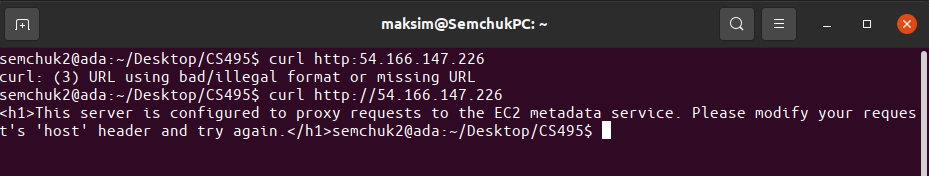 maksim@SemchukPC: ~
semchuk2@ada:~/Desktop/CS495$ curl http:54.166.147.226
curl: (3) URL using bad/illegal format or missing URL
semchuk2@ada:~/Desktop/CS495$ curl http://54.166.147.226
<h1>This server is configured to proxy requests to the EC2 metadata service. Please modify your reques
t's 'host' header and try again.</h1>semchuk2@ada:~/Desktop/CS495$